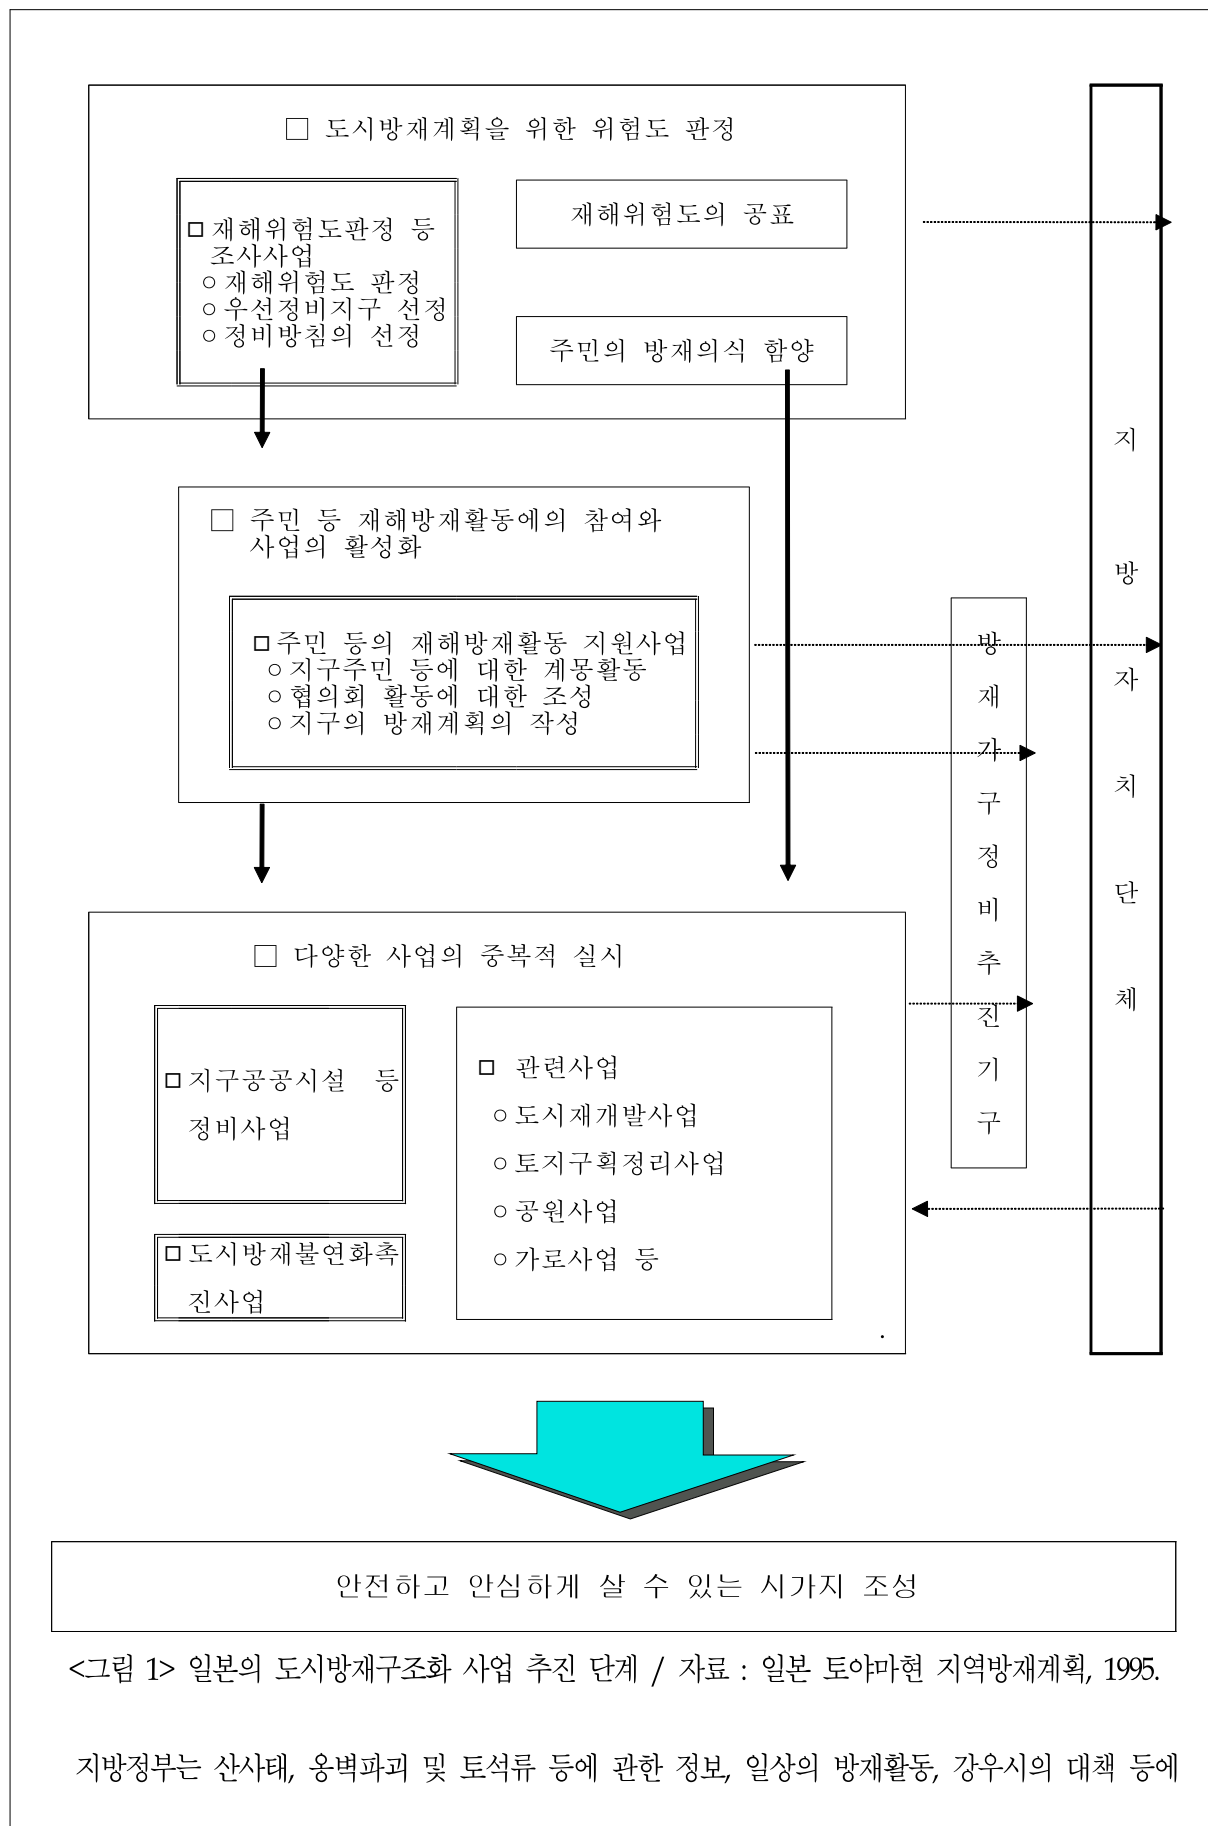 □ 도시방재계획을 위한 위험도 판정
□ 재해위험도판정 등
조사사업
○ 재해위험도 판정
○ 우선정비지구 선정
○ 정비방침의 선정
재해위험도의 공표
주민의 방재의식 함양
□ 주민 등 재해방재활동에의 참여와
사업의 활성화
□ 주민 등의 재해방재활동 지원사업
○ 지구주민 등에 대한 계몽활동
○ 협의회 활동에 대한 조성
○ 지구의 방재계획의 작성
□ 다양한 사업의 중복적 실시
□ 지구공공시설 등
정비사업
□ 도시방재불연화촉
진사업
□ 관련사업
○ 도시재개발사업
○ 토지구획정리사업
○ 공원사업
○ 가로사업 등
.
방
재
가
구
정
비
추
진
기
구
지
방
자
치
단
체
안전하고 안심하게 살 수 있는 시가지 조성
<그림 1> 일본의 도시방재구조화 사업 추진 단계 / 자료 : 일본 토야마현 지역방재계획, 1995.
지방정부는 산사태, 옹벽파괴 및 토석류 등에 관한 정보, 일상의 방재활동, 강우시의 대책 등에